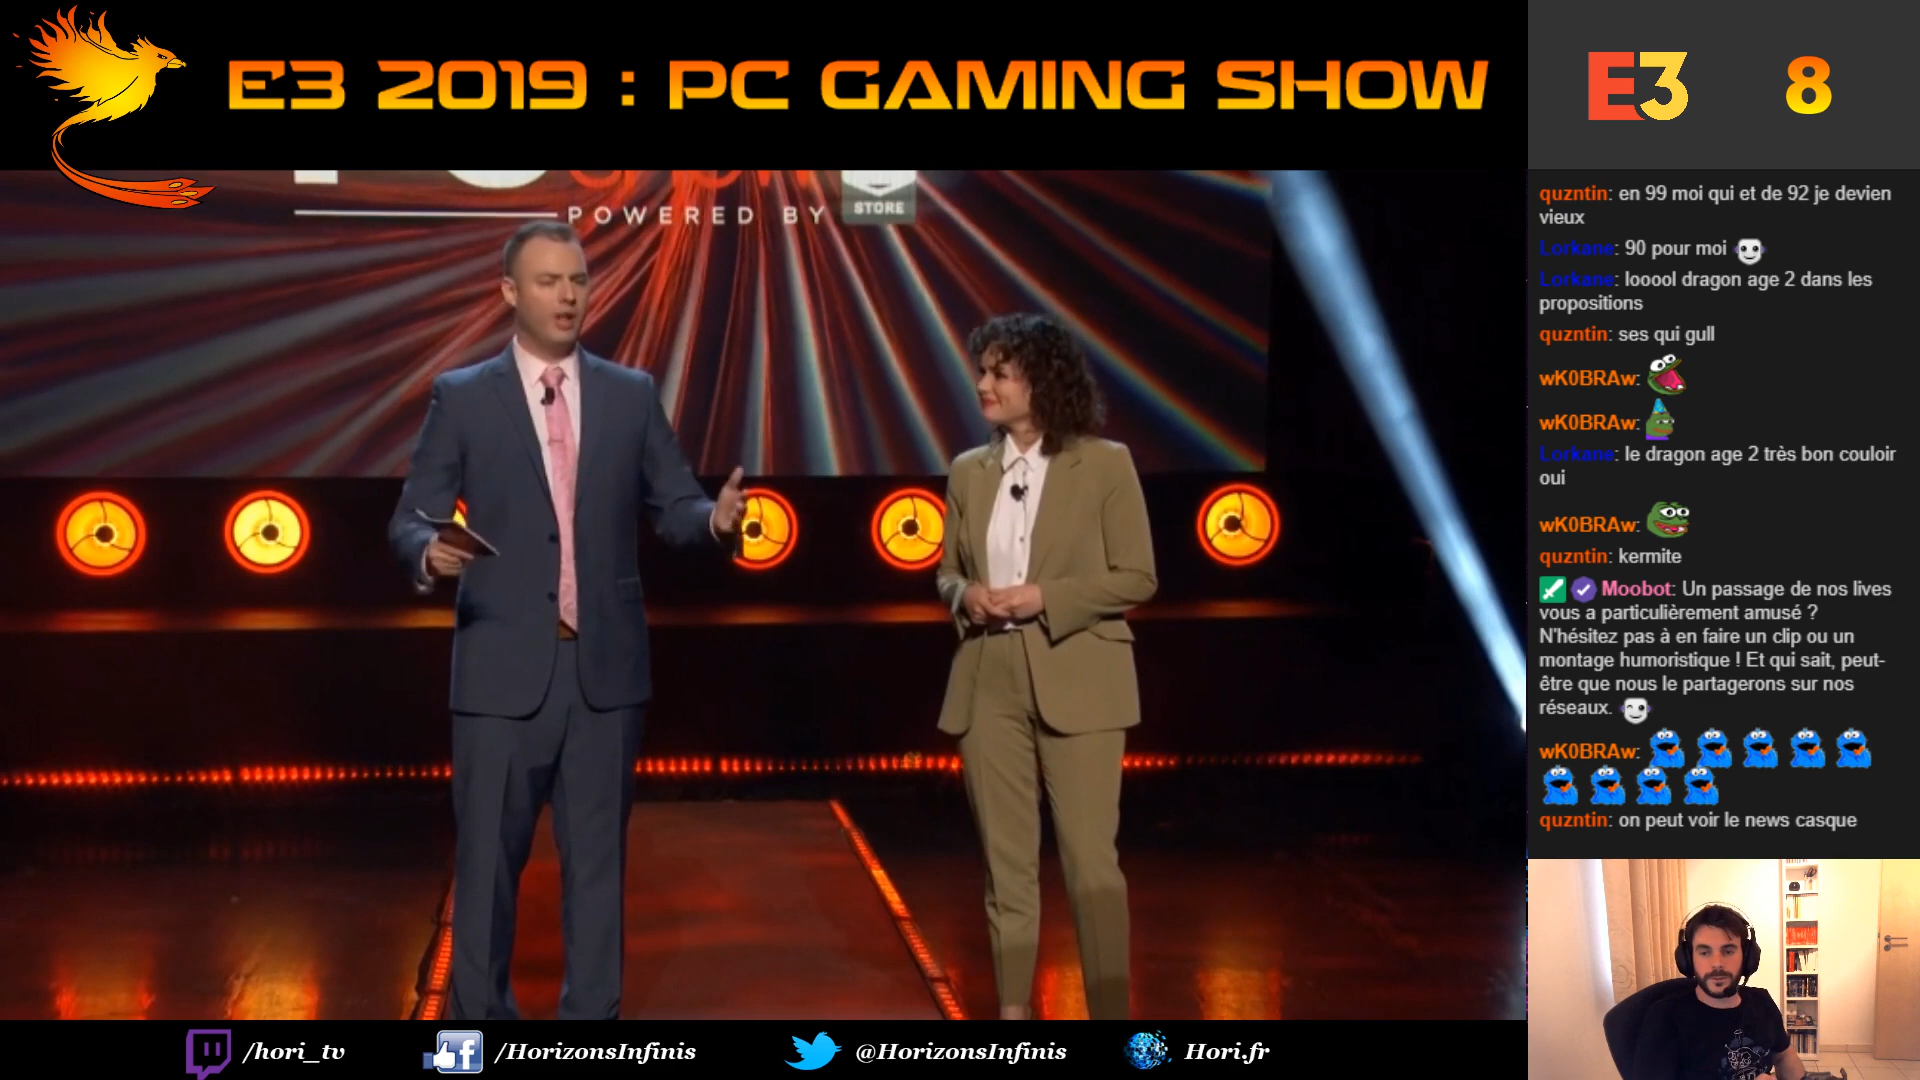 E3 2019 : PC GAMING SHOW
E3
8
POWERED BY
STORE
quzntin: en 99 moi qui et de 92 je devien
vieux
Lorkane: 90 pour moi
Lorkane: looool dragon age 2 dans les
propositions
quzntin: ses qui gull
wK0BRAw:
wK0BRAw:
Lorkane: le dragon age 2 très bon couloir
oui
wK0BRAw:
quzntin: kermite
Moobot: Un passage de nos lives
vous a particulièrement amusé ?
N'hésitez pas à en faire un clip ou un
montage humoristique ! Et qui sait, peut-
être que nous le partagerons sur nos
réseaux.
wK0BRAw:
quzntin: on peut voir le news casque
/hori_tv
/HorizonsInfinis
@HorizonsInfinis
Hori.fr